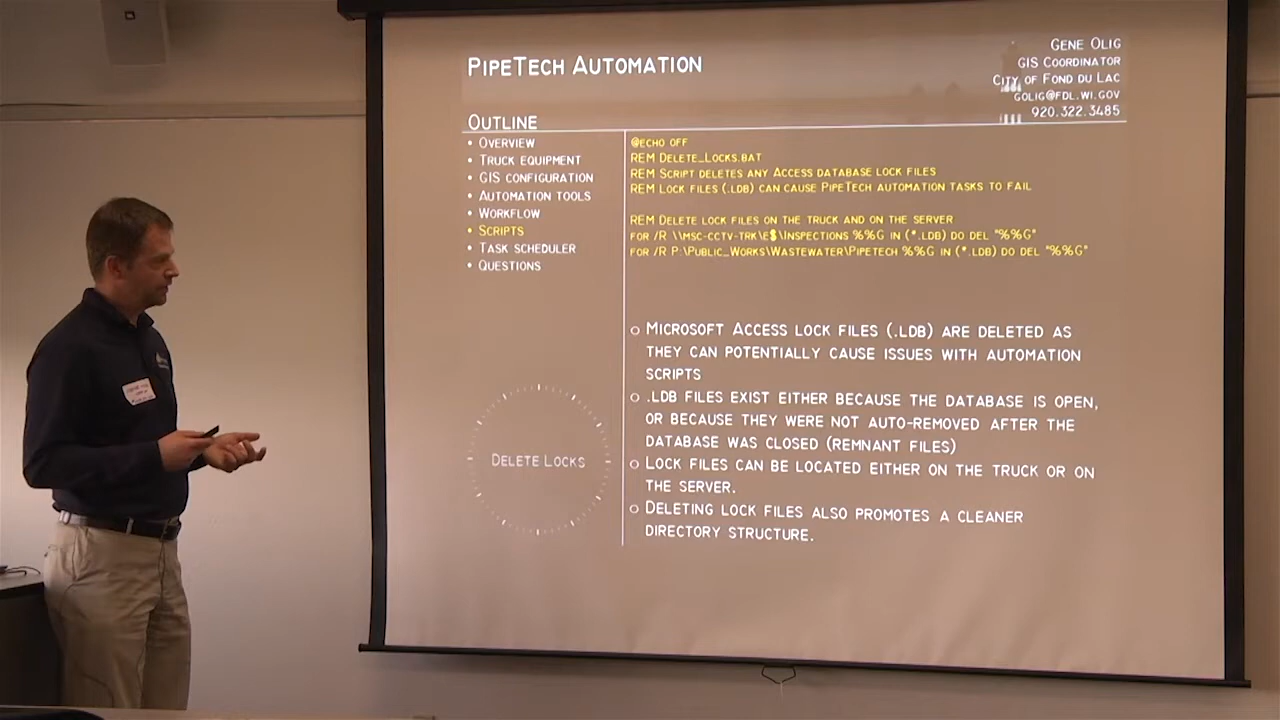 PipeTech Automation
Gene Olig
GIS Coordinator
City of Fond du Lac
golig@fdl.wi.gov
920.322.3485
Outline
• Overview
• Truck equipment
• GIS configuration
• Automation tools
• Workflow
• Scripts
• Task scheduler
• Questions
@echo off
REM Delete_Locks.bat
REM Script deletes any Access database lock files
REM Lock files (.ldb) can cause PipeTech automation tasks to fail
REM Delete lock files on the truck and on the server
for /R \\msc-cctv-trk\e$\Inspections %%G in (*.ldb) do del "%%G"
for /R P:\Public_Works\Wastewater\Pipetech %%G in (*.ldb) do del "%%G"
o Microsoft Access lock files (.ldb) are deleted as
they can potentially cause issues with automation
scripts
o .ldb files exist either because the database is open,
or because they were not auto-removed after the
database was closed (remnant files)
o Lock files can be located either on the truck or on
the server.
o Deleting lock files also promotes a cleaner
directory structure.
Delete Locks